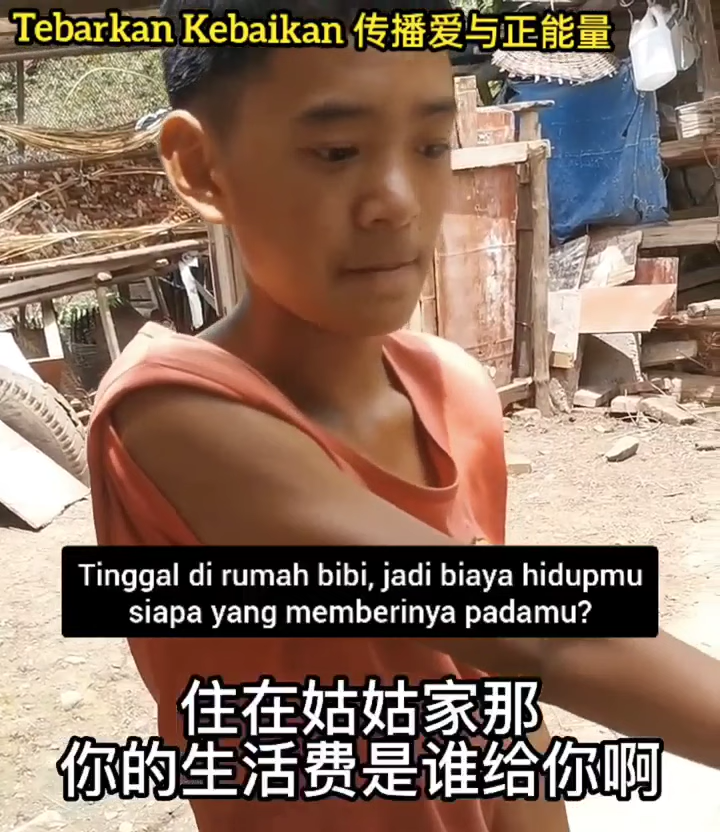 Tebarkan Kebaikan 传播爱与正能量
Tinggal di rumah bibi, jadi biaya hidupmu
siapa yang memberinya padamu?
住在姑姑家那
你的生活费是谁给你啊